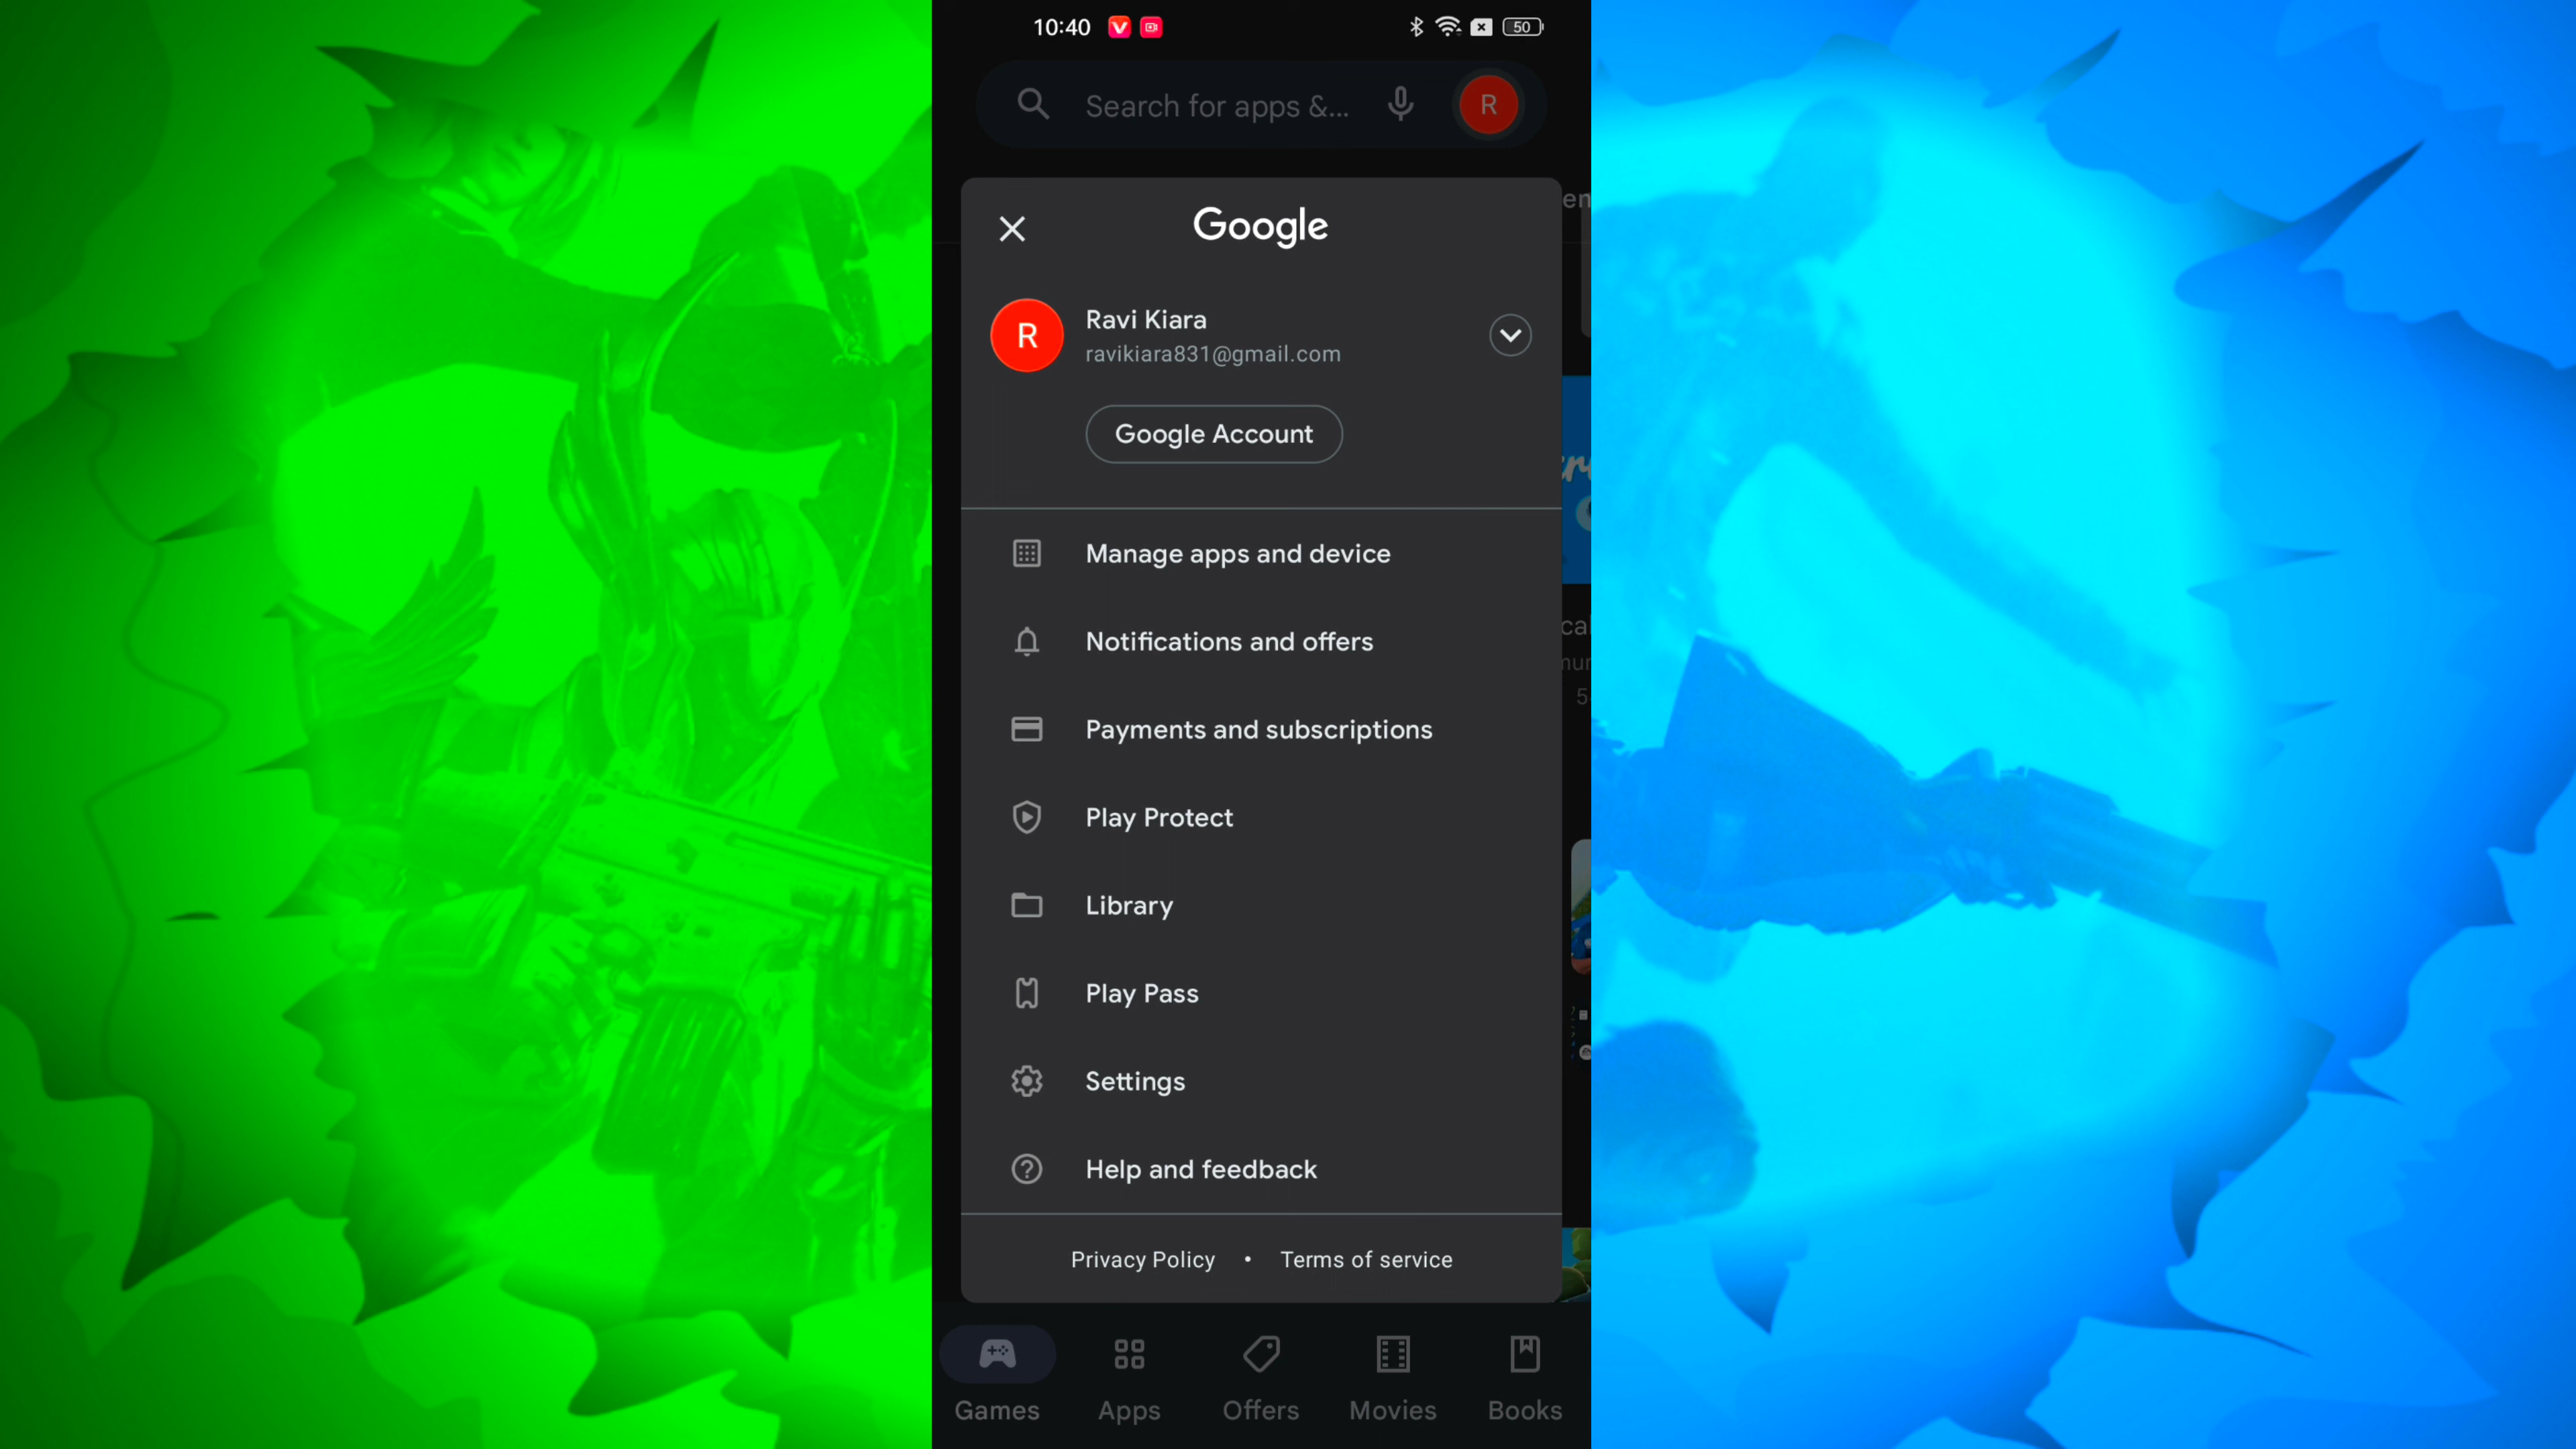 10:40
50
Search for apps &...
R
Google
R
Ravi Kiara
ravikiara831@gmail.com
Google Account
Manage apps and device
Notifications and offers
Payments and subscriptions
Play Protect
Library
Play Pass
Settings
Help and feedback
Privacy Policy • Terms of service
Games Apps Offers Movies Books